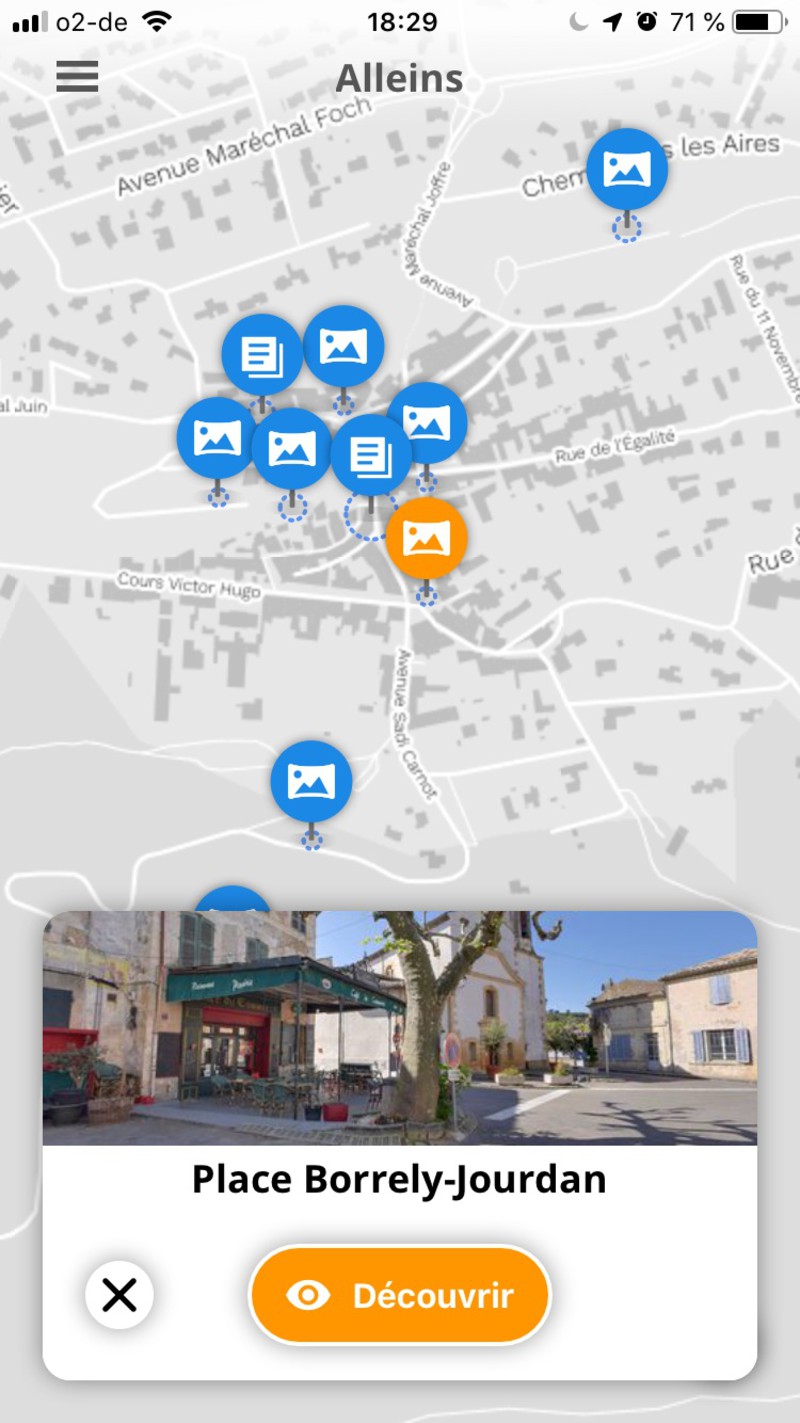 o2-de
18:29
71 %
Alleins
Avenue Maréchal Foch
s les Aires
Chem
Avenue Maréchal Joffre
Rue du 11 Novembre
al Juin
Rue de l'Égalité
Rue
Cours Victor Hugo
Avenue Sadi Carnot
Place Borrely-Jourdan
Découvrir